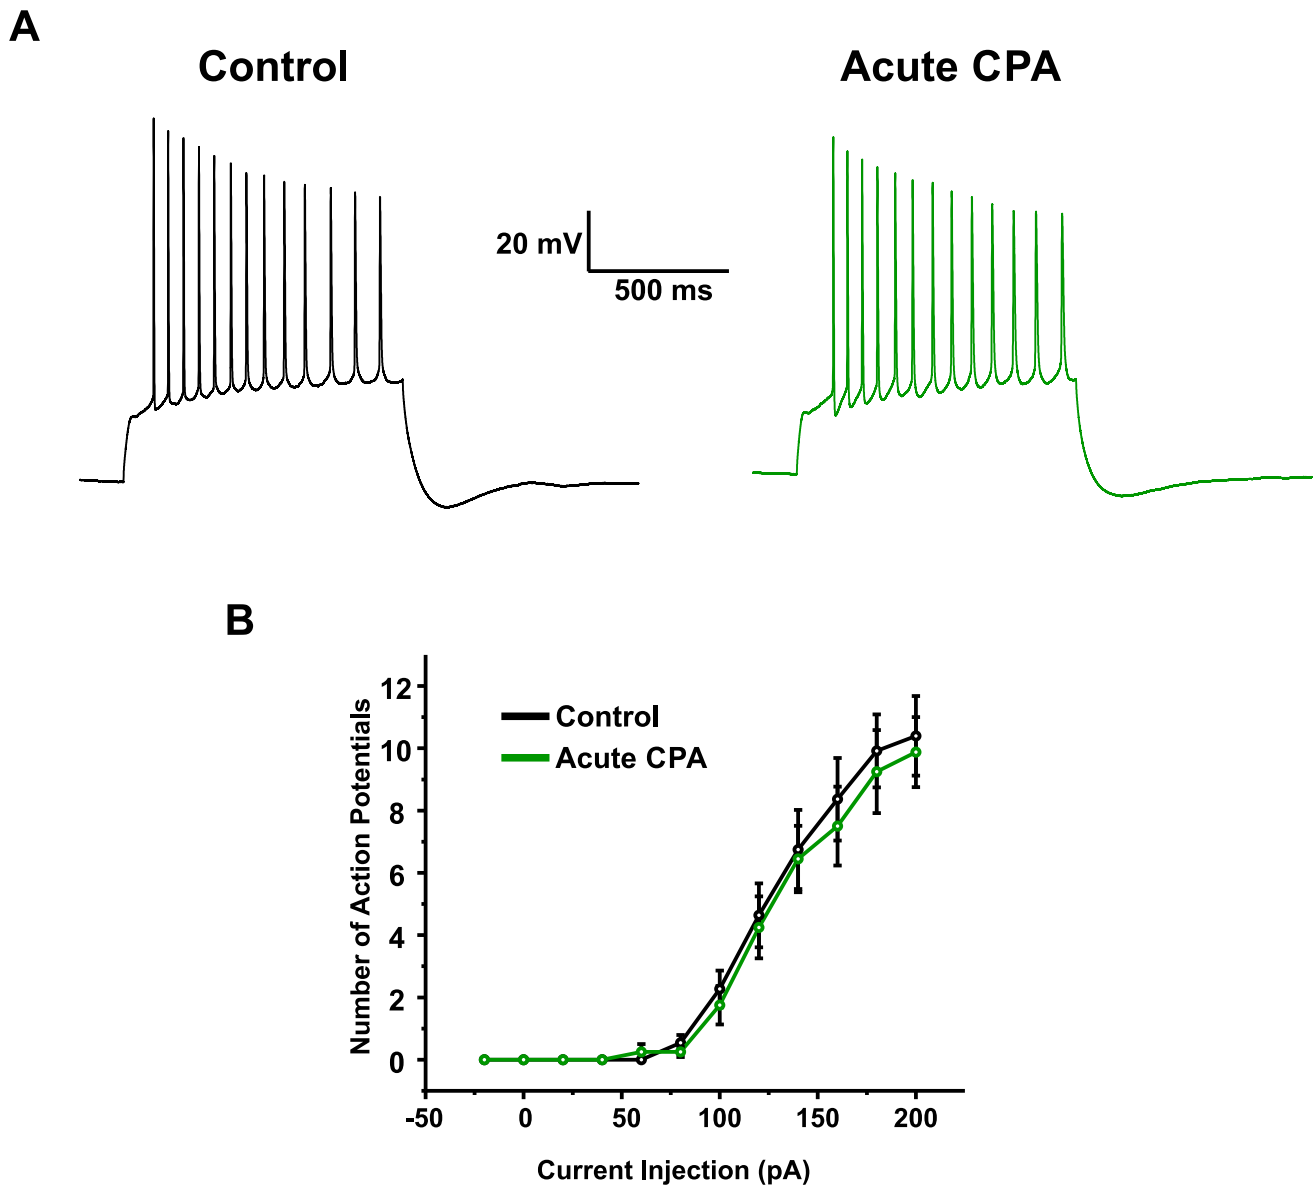 A
Control
Acute CPA
20 mV
500 ms
B
Number of Action Potentials
12
10
8
6
4
2
0
Control
Acute CPA
-50
0
50
100
150
200
Current Injection (pA)